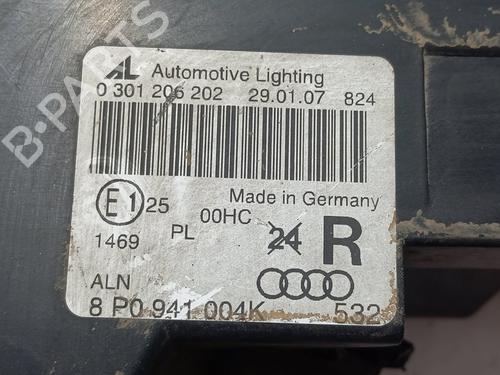 AL Automotive Lighting
0 301 206 202 29.01.07 824
Made in Germany
E1 25
00HC
24 R
1469 PL
ALN
8 P0 941 004K 532
B-PARTS